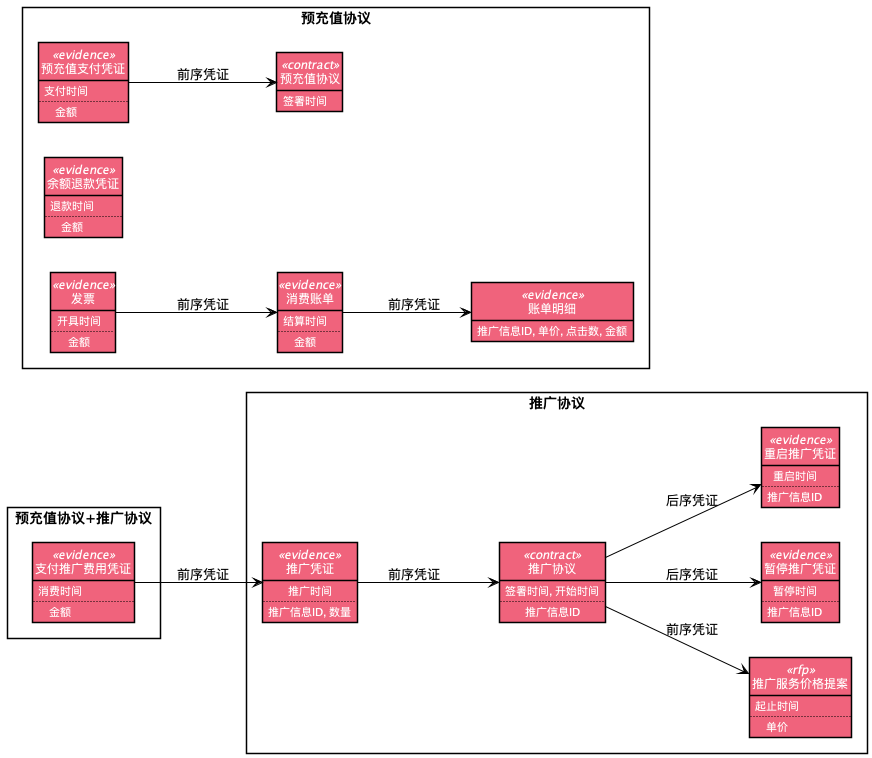 预充值协议
«evidence»
预充值支付凭证
支付时间
金额
前序凭证
«contract»
预充值协议
签署时间
«evidence»
余额退款凭证
退款时间
金额
«evidence»
发票
开具时间
金额
前序凭证
«evidence»
消费账单
结算时间
金额
前序凭证
«evidence»
账单明细
推广信息ID, 单价, 点击数, 金额
预充值协议+推广协议
«evidence»
支付推广费用凭证
消费时间
金额
前序凭证
推广协议
«evidence»
推广凭证
推广时间
推广信息ID, 数量
前序凭证
«contract»
推广协议
签署时间, 开始时间
推广信息ID
后序凭证
«evidence»
重启推广凭证
重启时间
推广信息ID
后序凭证
«evidence»
暂停推广凭证
暂停时间
推广信息ID
前序凭证
«rfp»
推广服务价格提案
起止时间
单价